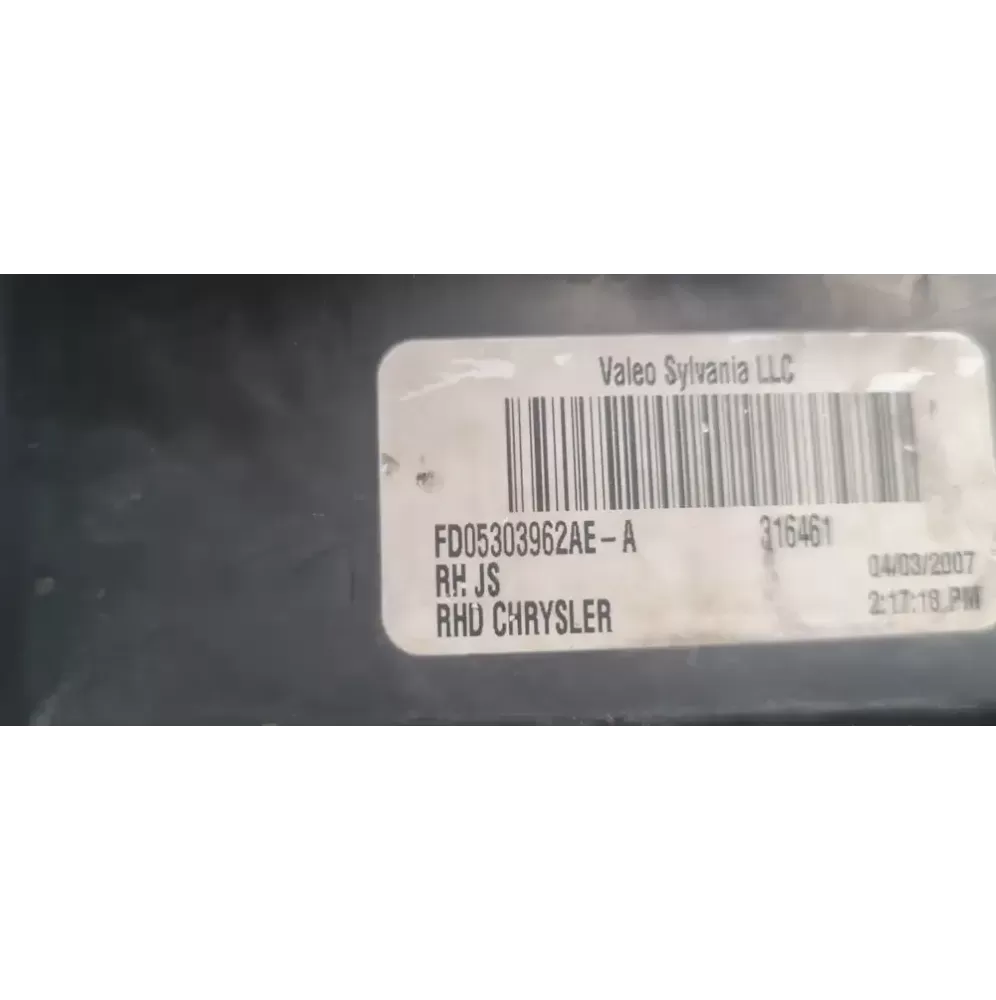 Valeo Sylvania LLC
FD05303962AE-A 316461
RH JS 04/03/2007
RHD CHRYSLER 2:17:18 PM